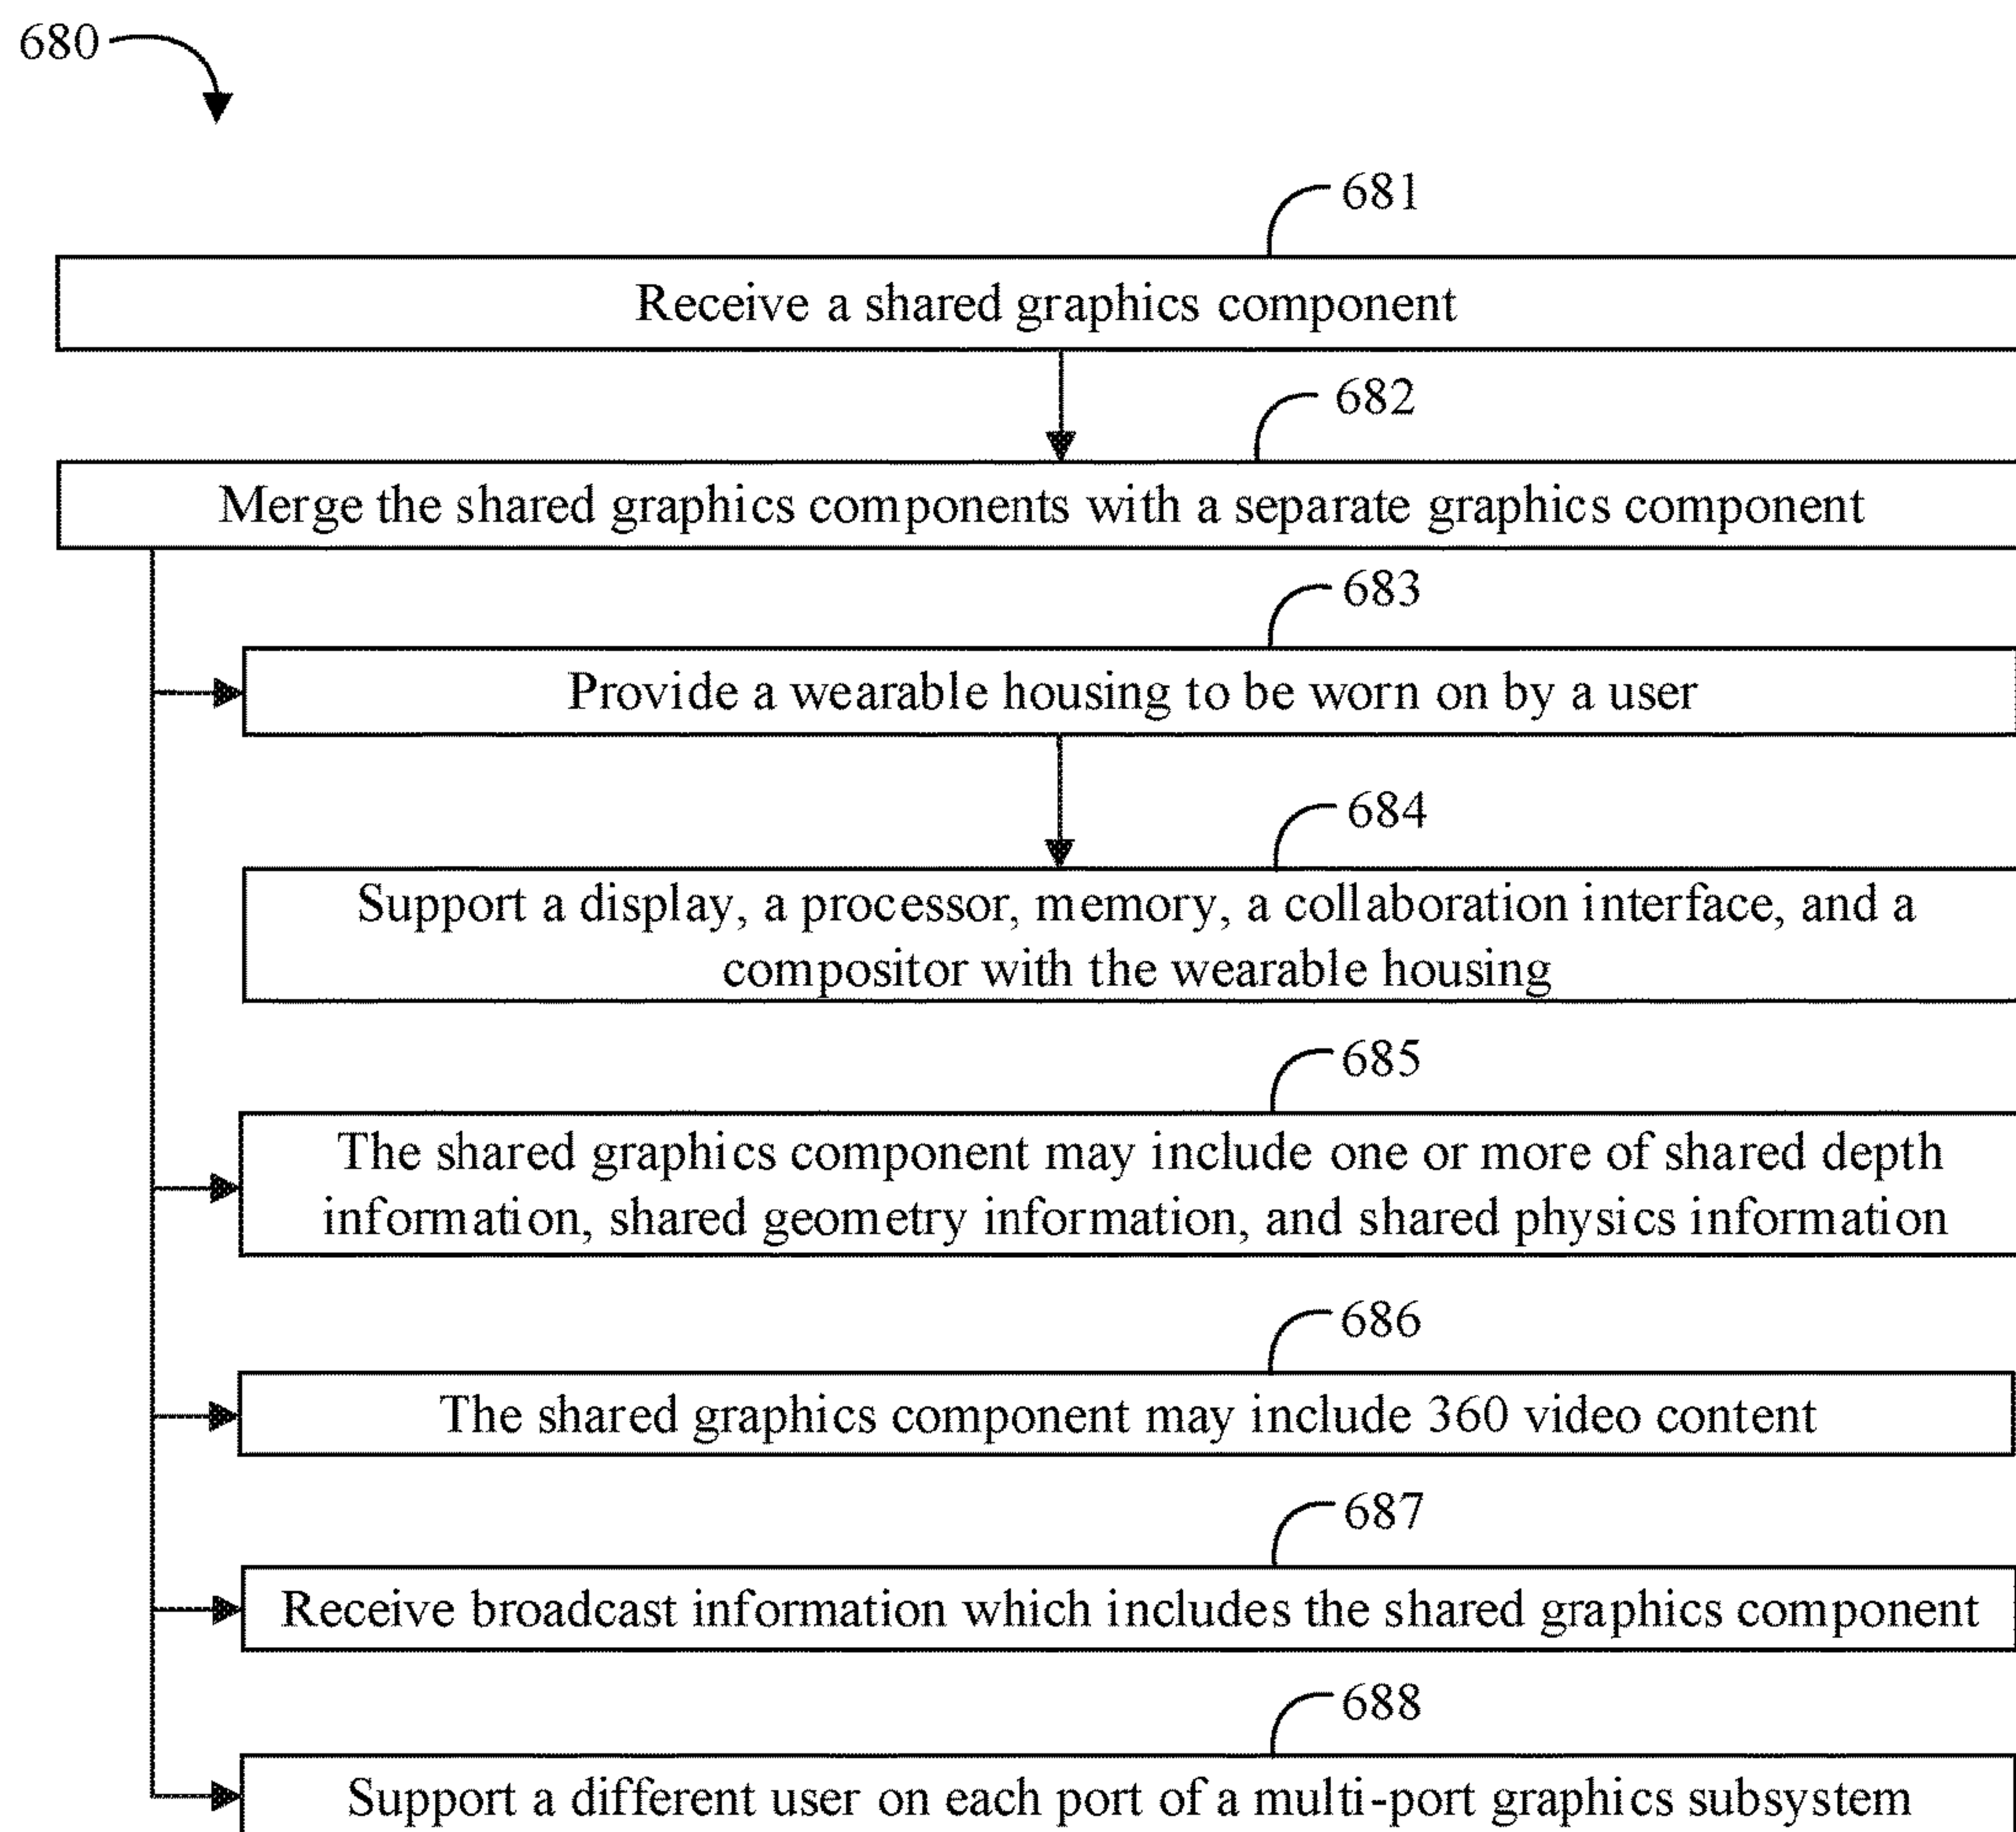 680
681
Receive a shared graphics component
682
Merge the shared graphics components with a separate graphics component
683
Provide a wearable housing to be worn on by a user
684
Support a display, a processor, memory, a collaboration interface, and a
compositor with the wearable housing
685
The shared graphics component may include one or more of shared depth
information, shared geometry information, and shared physics information
686
The shared graphics component may include 360 video content
687
Receive broadcast information which includes the shared graphics component
688
Support a different user on each port of a multi-port graphics subsystem